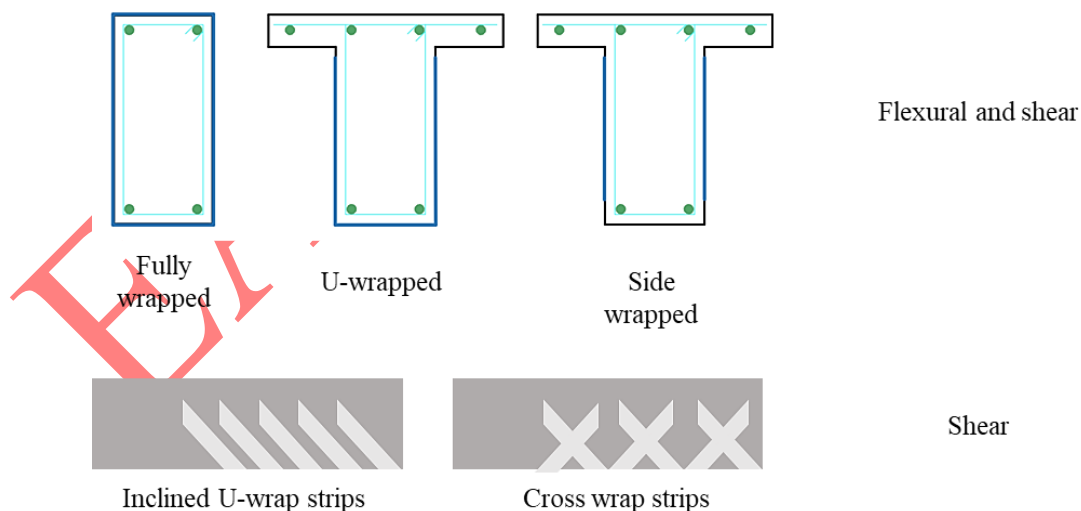 Flexural and shear
Fully
wrapped
U-wrapped
Side
wrapped
Shear
Inclined U-wrap strips
Cross wrap strips